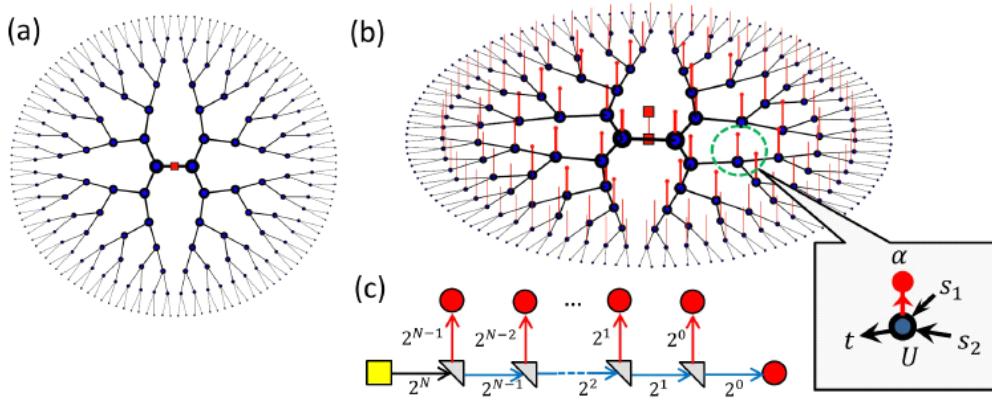 (a)
(b)
α
s₁
t
U
s₂
(c)
...
2ᴺ⁻¹ 2ᴺ⁻² 2¹ 2⁰
2ᴺ 2ᴺ⁻¹ 2² 2¹ 2⁰